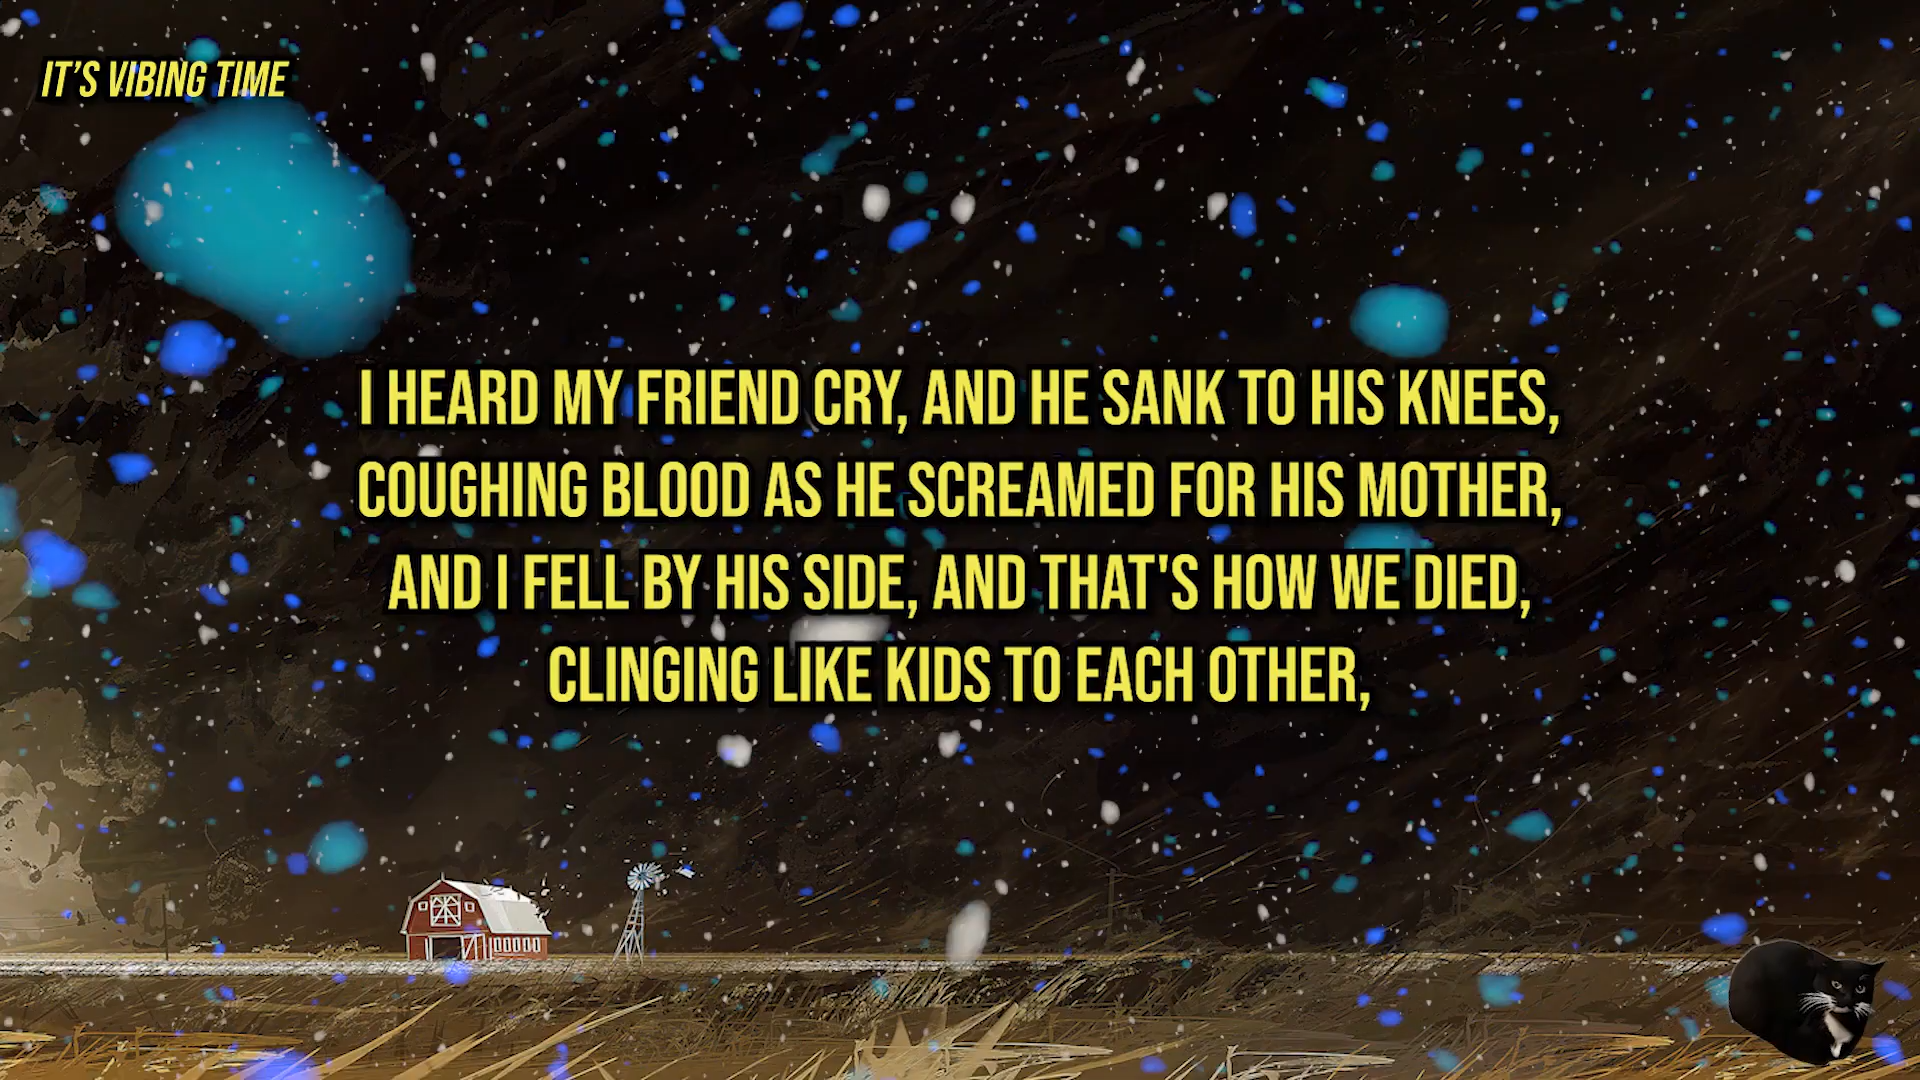 IT'S VIBING TIME
I HEARD MY FRIEND CRY, AND HE SANK TO HIS KNEES,
COUGHING BLOOD AS HE SCREAMED FOR HIS MOTHER,
AND I FELL BY HIS SIDE, AND THAT'S HOW WE DIED,
CLINGING LIKE KIDS TO EACH OTHER,